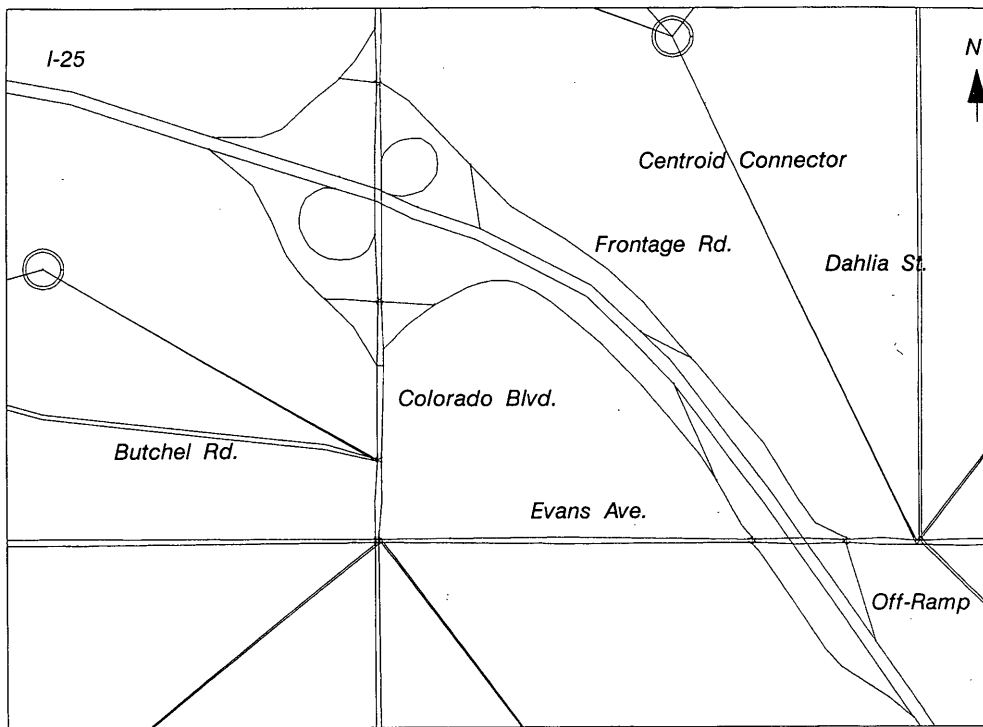 I-25
N
Centroid Connector
Frontage Rd.
Dahlia St.
Colorado Blvd.
Butchel Rd.
Evans Ave.
Off-Ramp